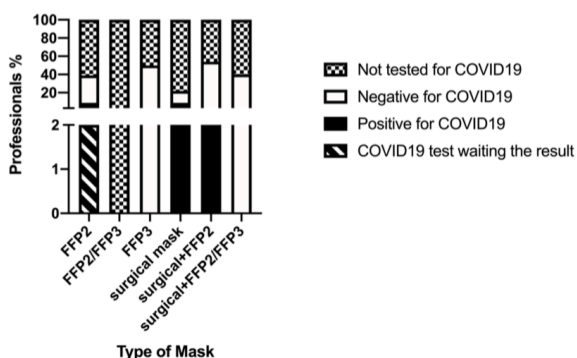 Professionals %
100
80
60
40
20
2
1
0
FFP2
FFP2/FFP3
FFP3
surgical mask
surgical+FFP2
surgical+FFP2/FFP3
Type of Mask
Not tested for COVID19
Negative for COVID19
Positive for COVID19
COVID19 test waiting the result